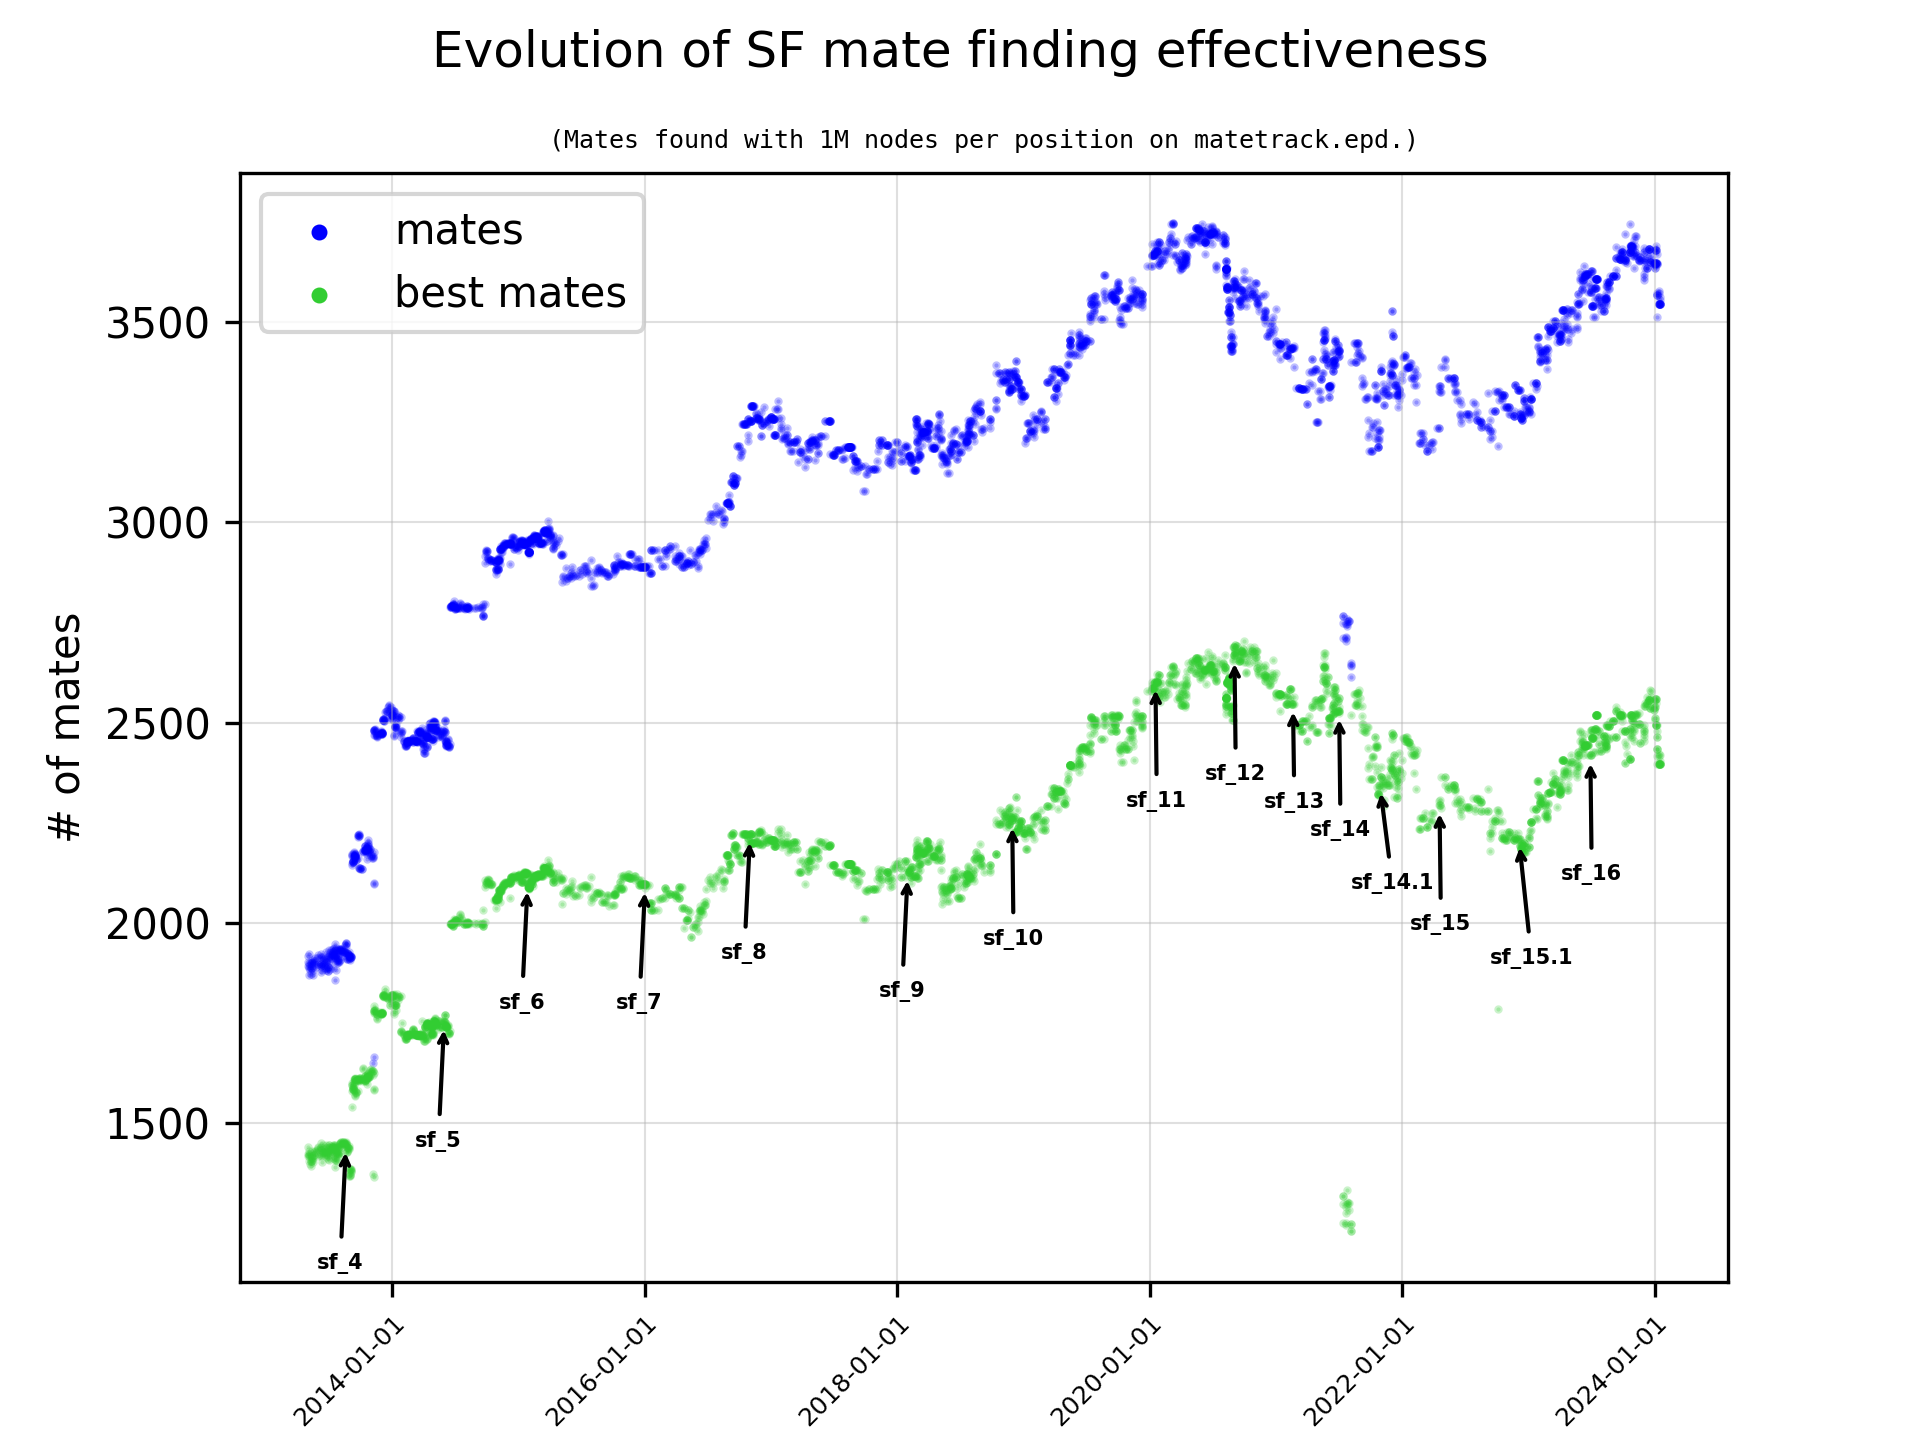 Evolution of SF mate finding effectiveness
(Mates found with 1M nodes per position on matetrack.epd.)
mates
best mates
# of mates
3500
3000
2500
2000
1500
sf_4
sf_5
sf_6
sf_7
sf_8
sf_9
sf_10
sf_11
sf_12
sf_13
sf_14
sf_14.1
sf_15
sf_15.1
sf_16
2014-01-01
2016-01-01
2018-01-01
2020-01-01
2022-01-01
2024-01-01